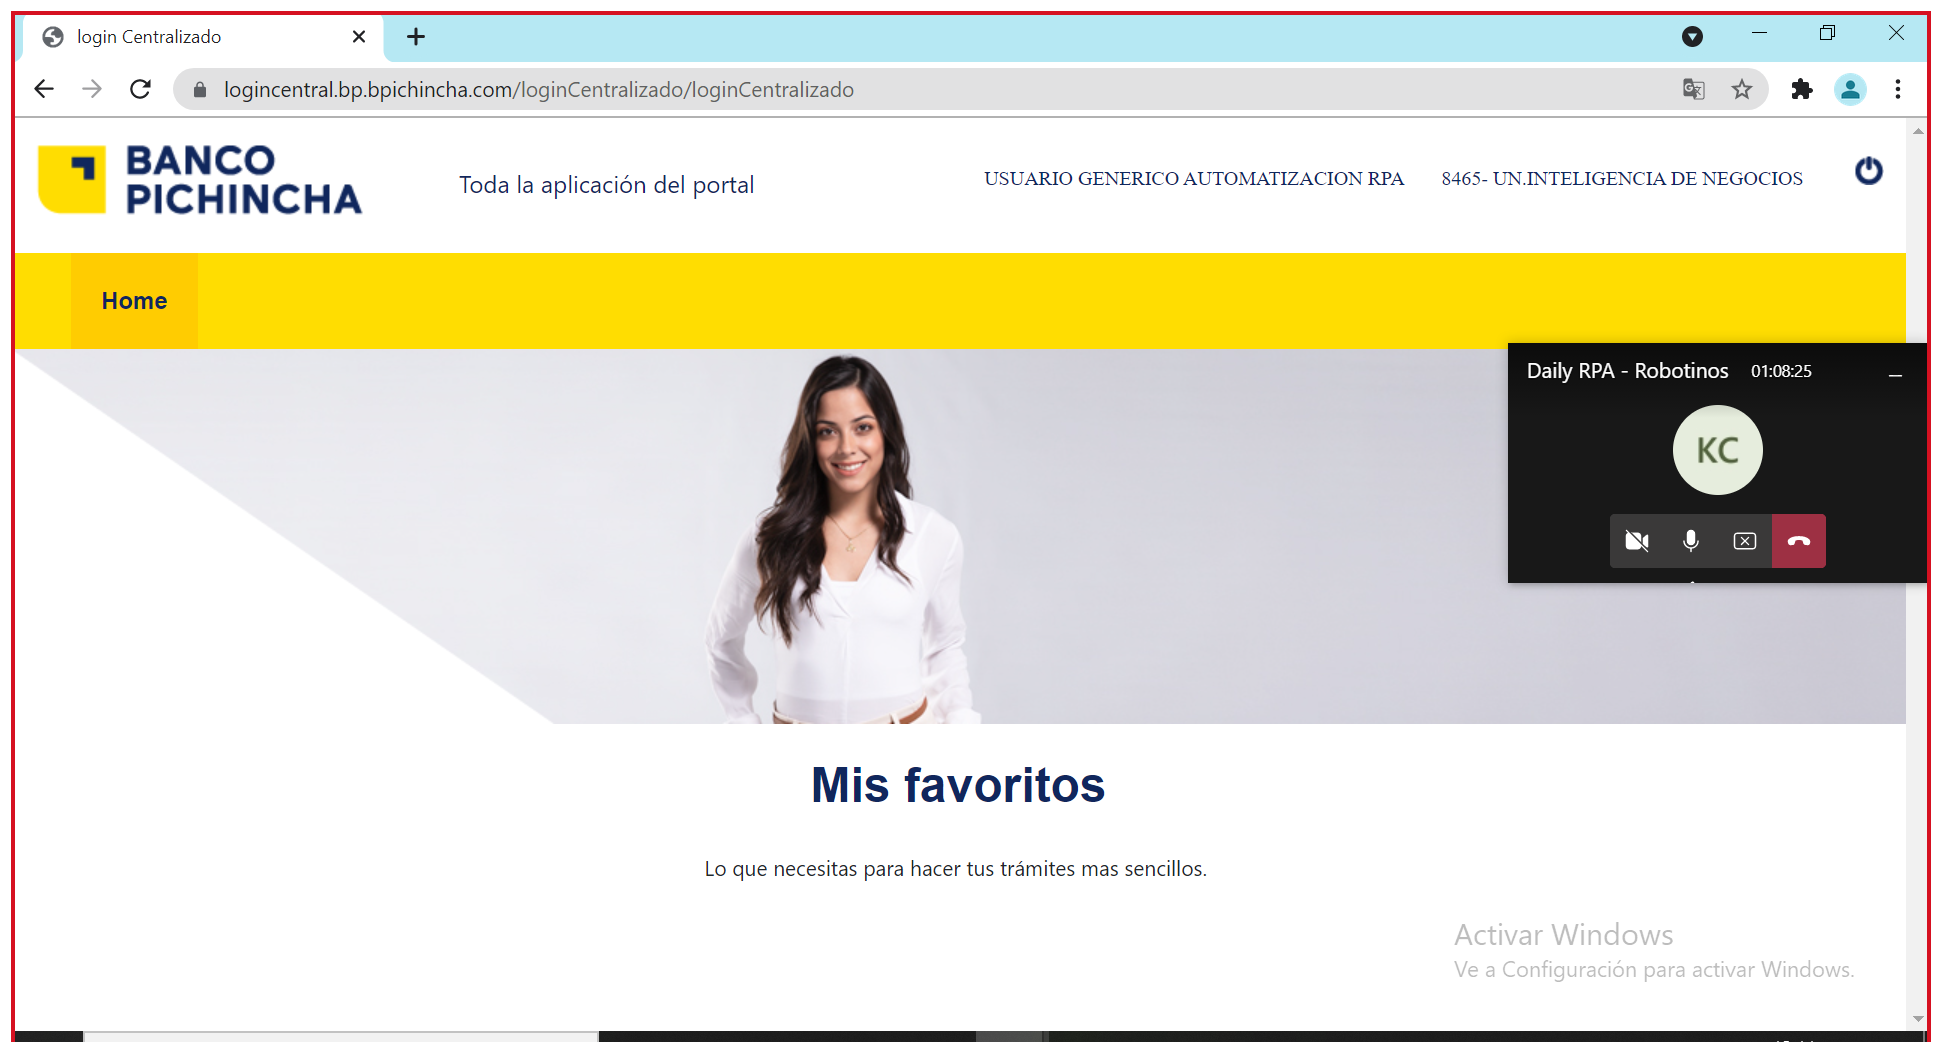 login Centralizado
logincentral.bp.bpichincha.com/loginCentralizado/loginCentralizado
BANCO
PICHINCHA
Toda la aplicación del portal
USUARIO GENERICO AUTOMATIZACION RPA
8465- UN.INTELIGENCIA DE NEGOCIOS
Home
Daily RPA - Robotinos 01:08:25
KC
Mis favoritos
Lo que necesitas para hacer tus trámites mas sencillos.
Activar Windows
Ve a Configuración para activar Windows.